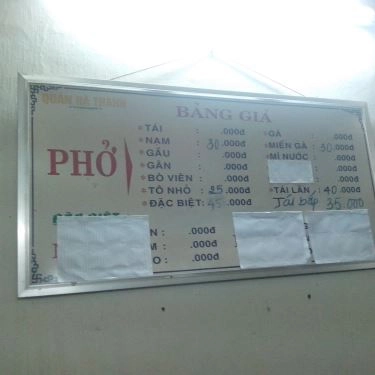 QUÁN HÀ THÀNH
BẢNG GIÁ
PHỞ
TÁI : .000đ
NẠM : 30.000đ
GẦU : .000đ
GÂN : .000đ
BÒ VIÊN : .000đ
TÔ NHỎ : 25.000đ
ĐẶC BIỆT: 45.000đ
GÀ : .000đ
MIẾN GÀ : 30.000đ
MÌ NƯỚC : .000đ
: .000đ
TÁI LĂN : 40.000đ
Tái bắp 35.000
ĐẶC BIỆT
N : .000đ
M : .000đ
O : .000đ